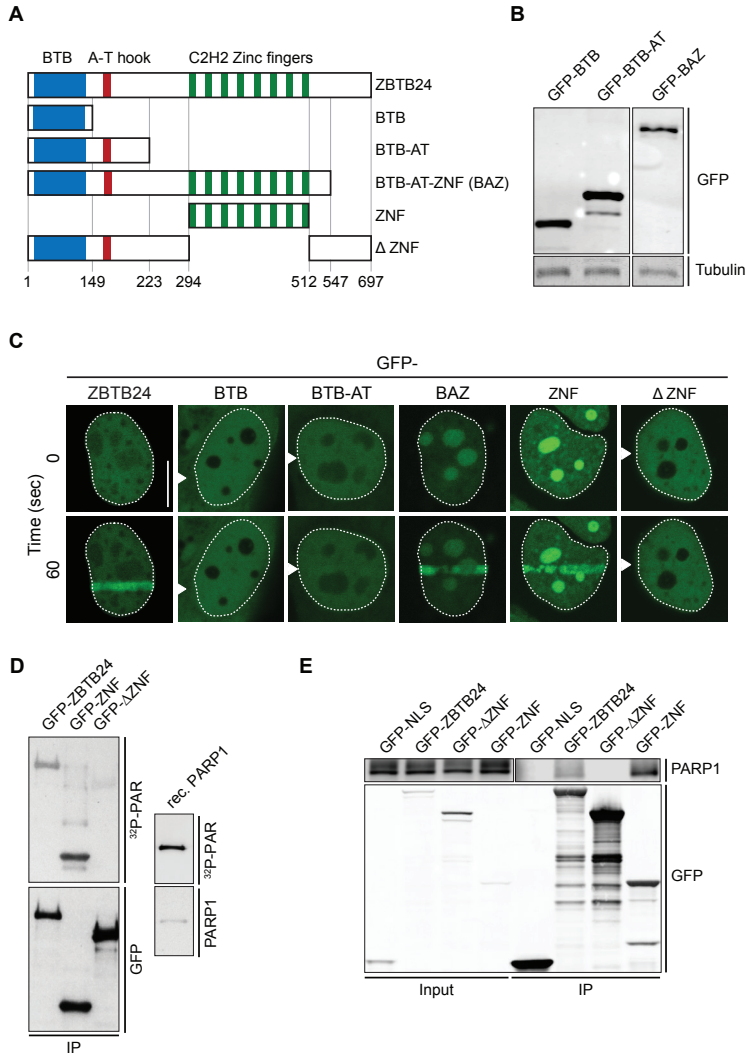 A
BTB A-T hook C2H2 Zinc fingers
ZBTB24
BTB
BTB-AT
BTB-AT-ZNF (BAZ)
ZNF
Δ ZNF
1 149 223 294 512 547 697
B
GFP-BTB GFP-BTB-AT GFP-BAZ
GFP
Tubulin
C
GFP-
ZBTB24 BTB BTB-AT BAZ ZNF Δ ZNF
Time (sec)
0
60
D
GFP-ZBTB24 GFP-ZNF GFP-ΔZNF
32P-PAR
GFP
IP
rec. PARP1
32P-PAR
PARP1
E
GFP-NLS GFP-ZBTB24 GFP-ΔZNF GFP-ZNF GFP-NLS GFP-ZBTB24 GFP-ΔZNF GFP-ZNF
PARP1
GFP
Input IP